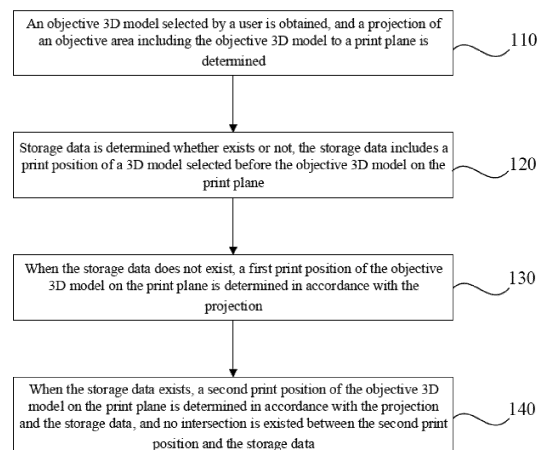 An objective 3D model selected by a user is obtained, and a projection of
an objective area including the objective 3D model to a print plane is
determined
110
Storage data is determined whether exists or not, the storage data includes a
print position of a 3D model selected before the objective 3D model on the
print plane
120
When the storage data does not exist, a first print position of the objective
3D model on the print plane is determined in accordance with the
projection
130
When the storage data exists, a second print position of the objective 3D
model on the print plane is determined in accordance with the projection
and the storage data, and no intersection is existed between the second print
position and the storage data
140